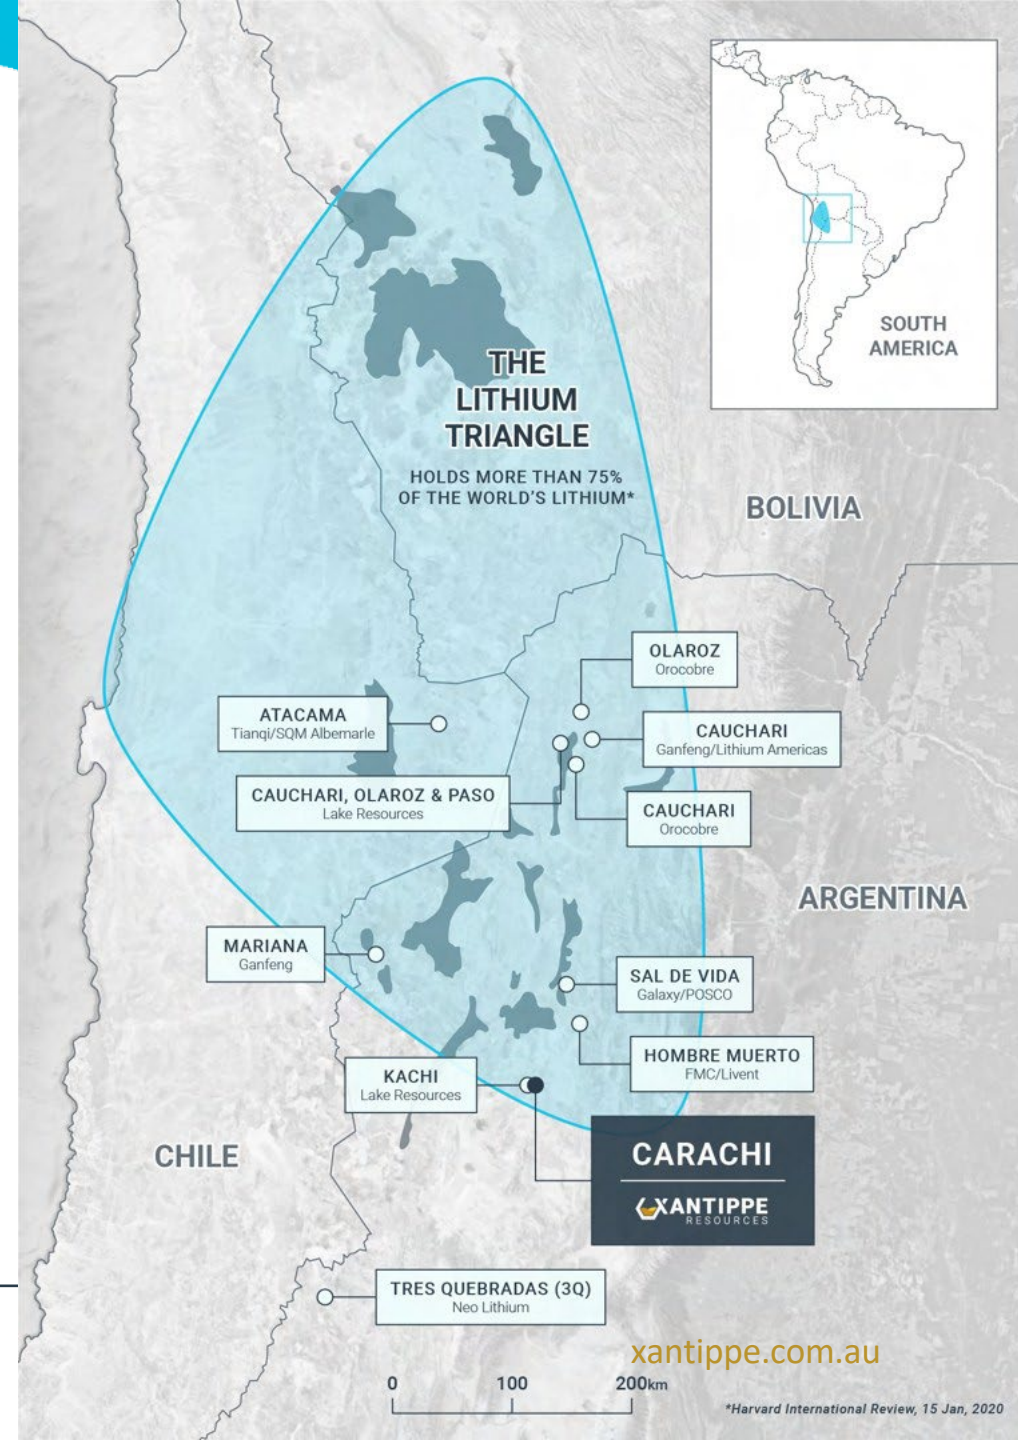 SOUTH
AMERICA
THE
LITHIUM
TRIANGLE
HOLDS MORE THAN 75%
OF THE WORLD'S LITHIUM*
BOLIVIA
OLAROZ
Orocobre
ATACAMA
Tianqi/SQM Albemarle
CAUCHARI
Ganfeng/Lithium Americas
CAUCHARI, OLAROZ & PASO
Lake Resources
CAUCHARI
Orocobre
ARGENTINA
MARIANA
Ganfeng
SAL DE VIDA
Galaxy/POSCO
HOMBRE MUERTO
FMC/Livent
KACHI
Lake Resources
CHILE
CARACHI
XANTIPPE
RESOURCES
TRES QUEBRADAS (3Q)
Neo Lithium
xantippe.com.au
0 100 200km
*Harvard International Review, 15 Jan, 2020